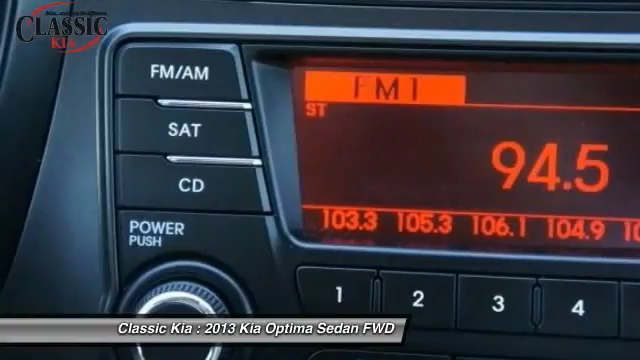 CLASSIC
KIA
FM/AM
SAT
CD
POWER
PUSH
FM1
ST
94.5
103.3 105.3 106.1 104.9
1 2 3 4
Classic Kia : 2013 Kia Optima Sedan FWD